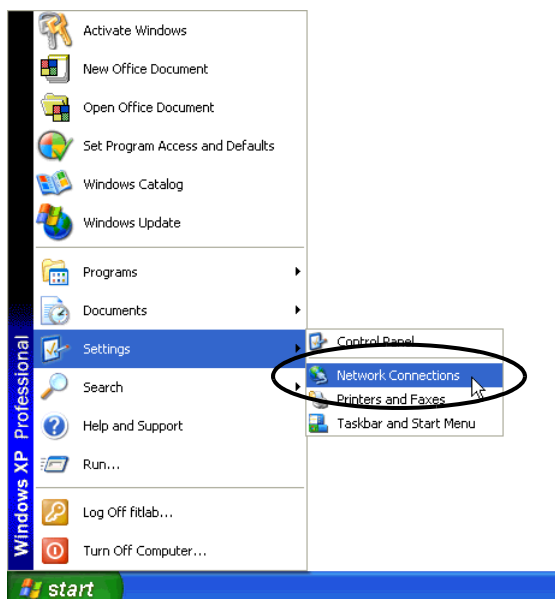 Activate Windows
New Office Document
Open Office Document
Set Program Access and Defaults
Windows Catalog
Windows Update
Programs
Documents
Settings
Search
Help and Support
Run...
Log Off fitlab...
Turn Off Computer...
Control Panel
Network Connections
Printers and Faxes
Taskbar and Start Menu
Windows XP Professional
start